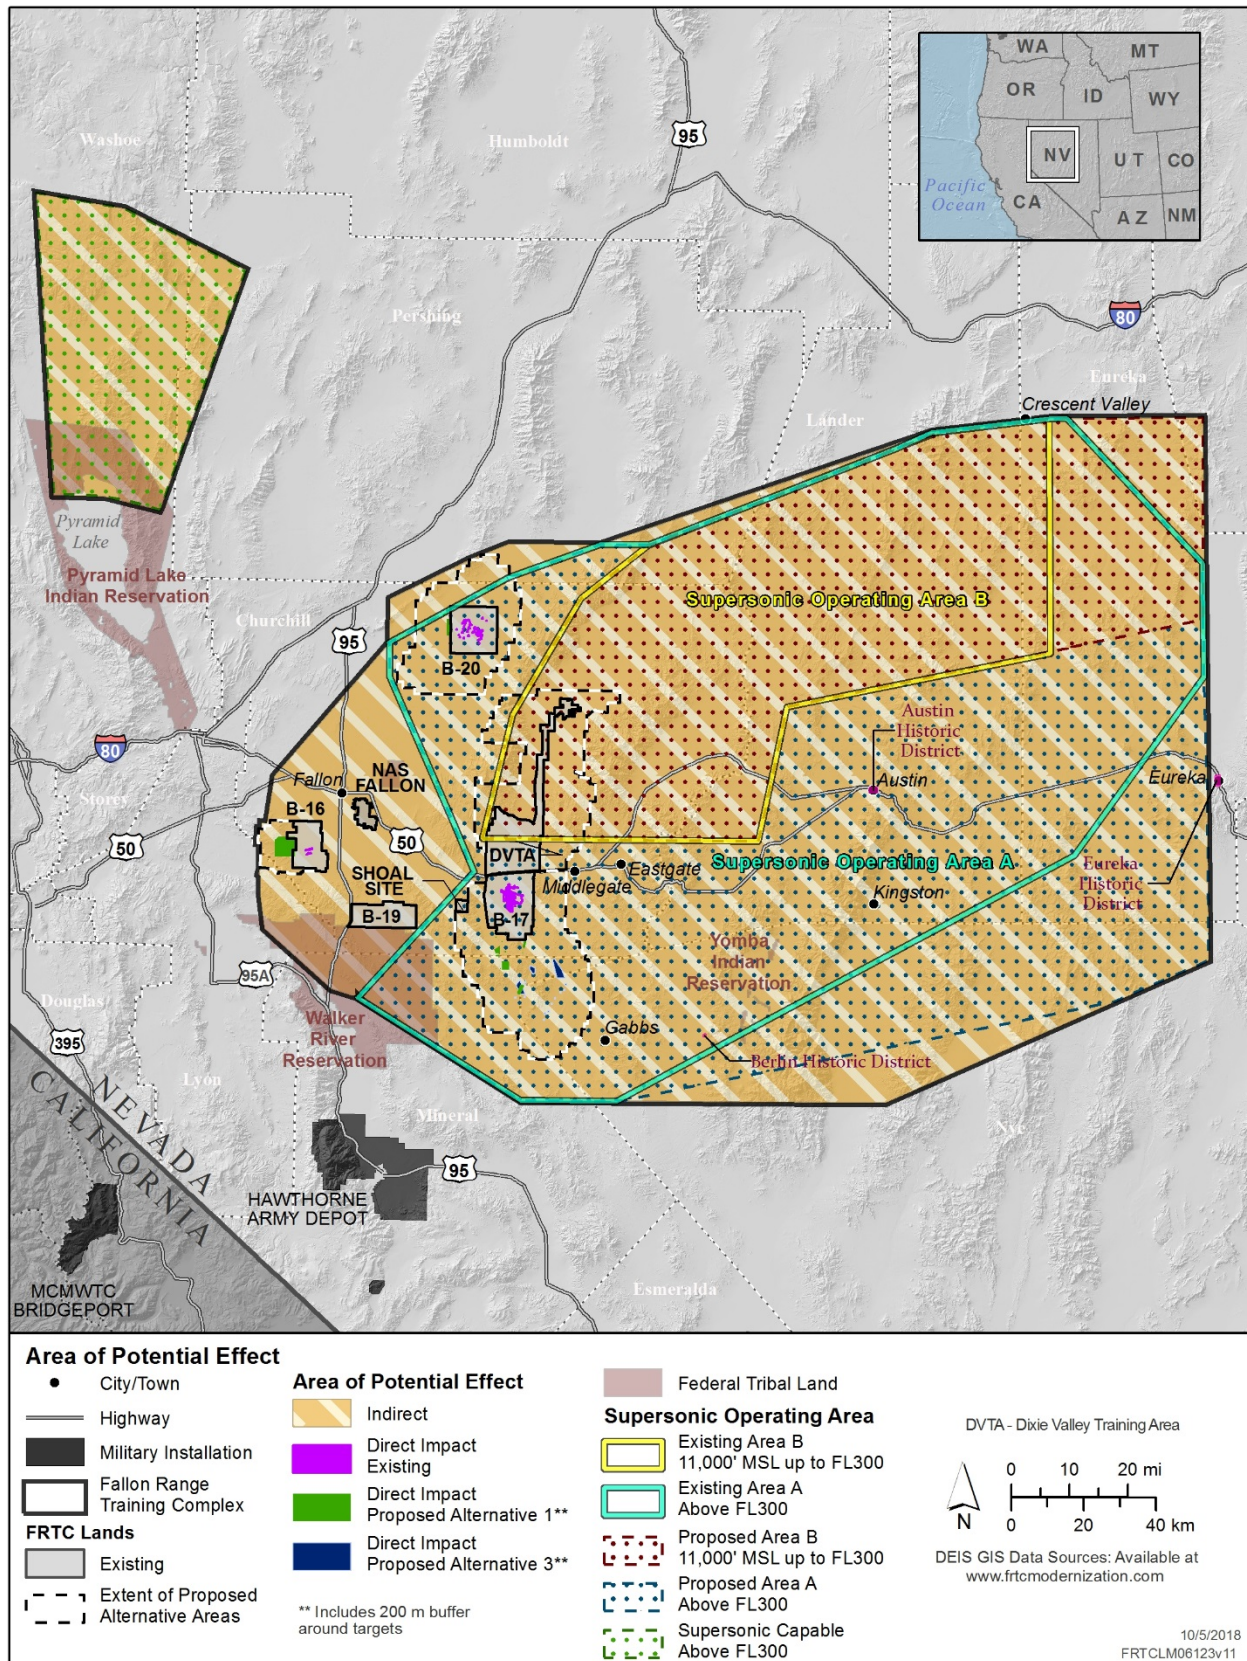 WA
MT
OR
ID
WY
NV
UT
CO
Pacific
Ocean
CA
AZ
NM
Washoe
Humboldt
95
Pershing
80
Eureka
Crescent Valley
Lander
Pyramid
Lake
Pyramid Lake
Indian Reservation
Supersonic Operating Area B
Churchill
95
B-20
Austin
Historic
District
80
NAS
FALLON
Fallon
Austin
Eureka
Storey
B-16
50
50
DVTA
Eastgate
Supersonic Operating Area A
SHOAL
SITE
Middlegate
Eureka
Historic
District
Kingston
B-19
B-17
Yomba
Indian
Reservation
95A
Douglas
Walker
River
Reservation
Gabbs
Berlin Historic District
395
Lyon
Mineral
Nye
NEVADA
CALIFORNIA
95
HAWTHORNE
ARMY DEPOT
MCMWTC
BRIDGEPORT
Esmeralda
Area of Potential Effect
City/Town
Highway
Military Installation
Fallon Range
Training Complex
FRTC Lands
Existing
Extent of Proposed
Alternative Areas
Area of Potential Effect
Indirect
Direct Impact
Existing
Direct Impact
Proposed Alternative 1**
Direct Impact
Proposed Alternative 3**
** Includes 200 m buffer
around targets
Federal Tribal Land
Supersonic Operating Area
Existing Area B
11,000' MSL up to FL300
Existing Area A
Above FL300
Proposed Area B
11,000' MSL up to FL300
Proposed Area A
Above FL300
Supersonic Capable
Above FL300
DVTA - Dixie Valley Training Area
N
0 10 20 mi
0 20 40 km
DEIS GIS Data Sources: Available at
www.frtcmodernization.com
10/5/2018
FRTCLM06123v11